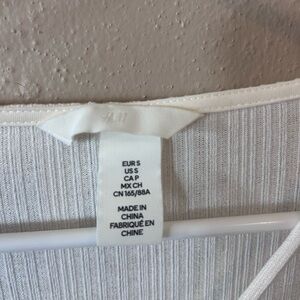 H&M
EUR S
US S
CA P
MX CH
CN 165/88A
MADE IN
CHINA
FABRIQUÉ EN
CHINE